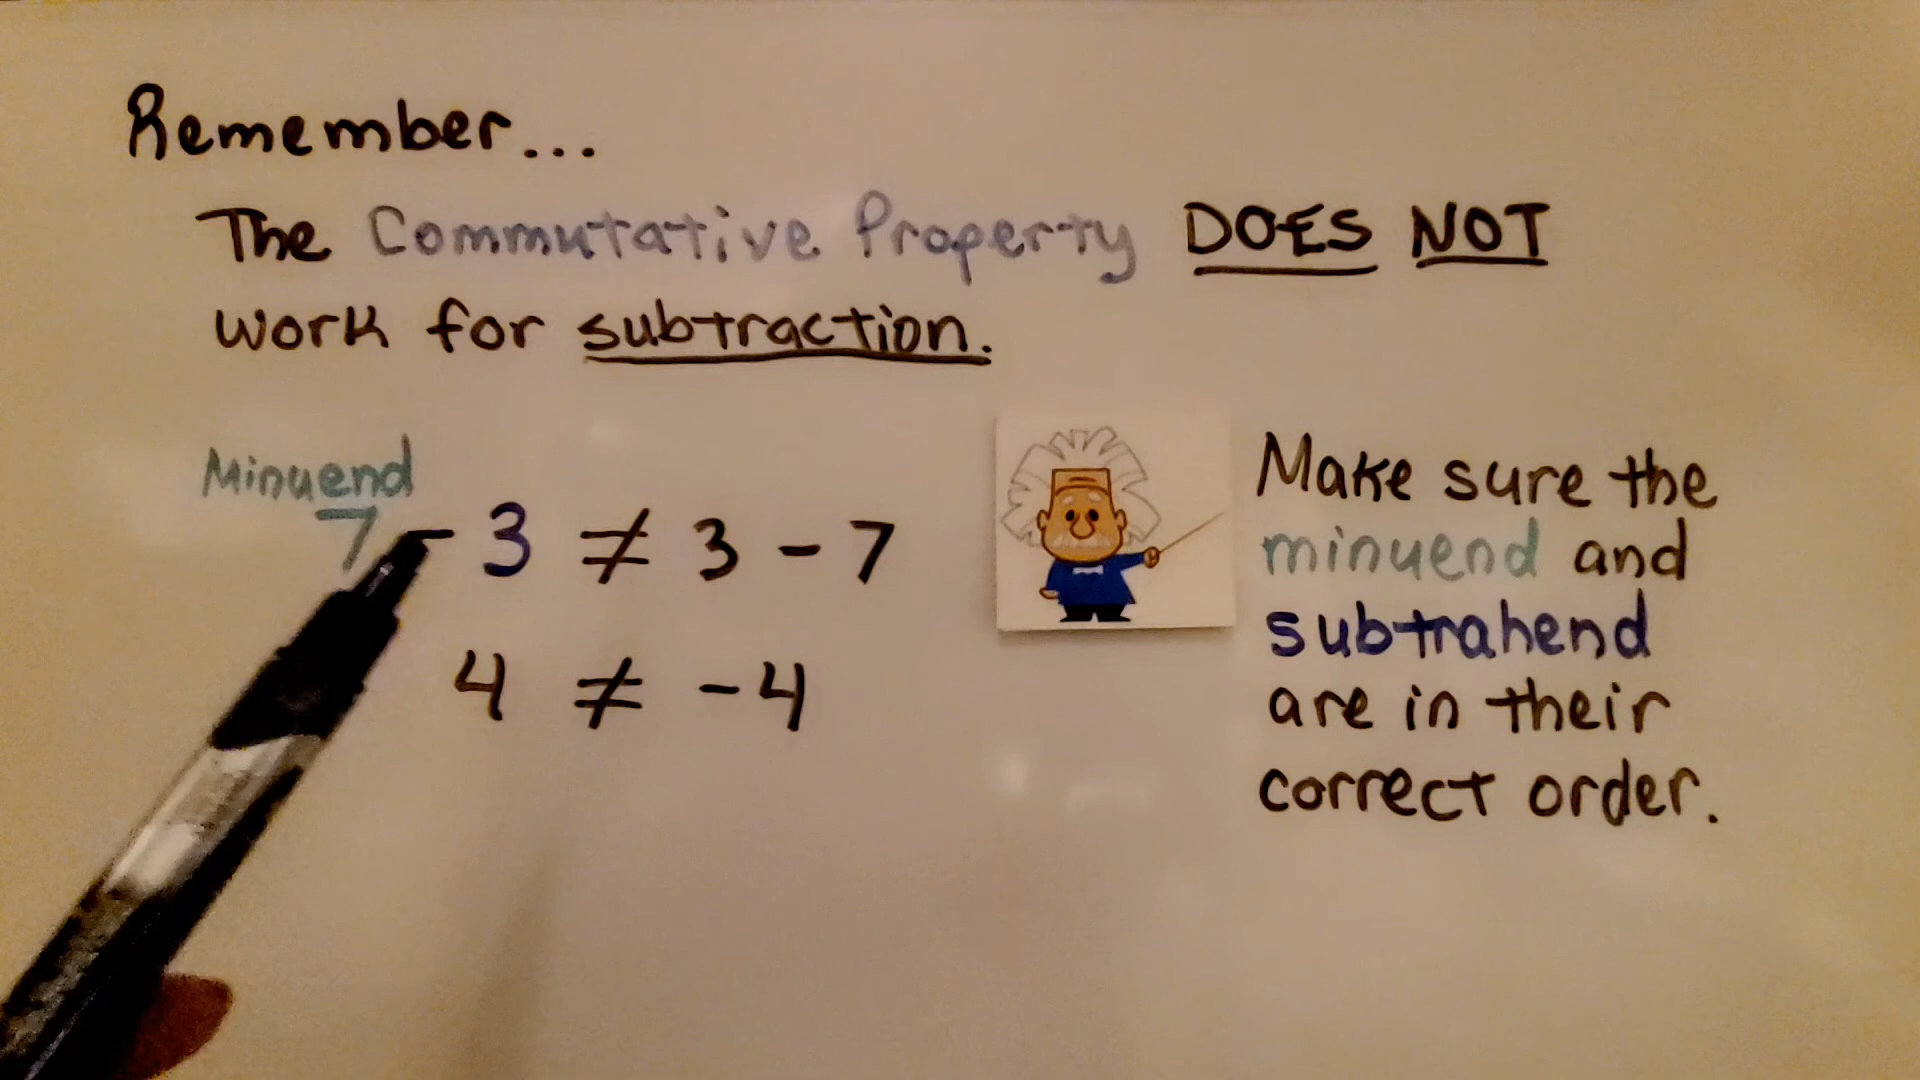 Remember...
The Commutative Property DOES NOT
work for subtraction.
Minuend
7 - 3 ≠ 3 - 7
4 ≠ -4
Make sure the
minuend and
subtrahend
are in their
correct order.